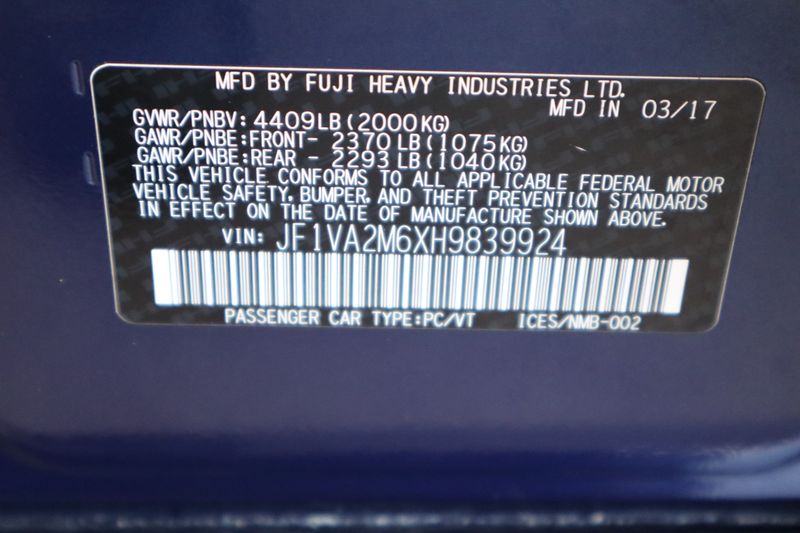 MFD BY FUJI HEAVY INDUSTRIES LTD.
MFD IN 03/17
GVWR/PNBV: 4409LB(2000KG)
GAWR/PNBE:FRONT- 2370LB(1075KG)
GAWR/PNBE:REAR - 2293LB(1040KG)
THIS VEHICLE CONFORMS TO ALL APPLICABLE FEDERAL MOTOR
VEHICLE SAFETY, BUMPER, AND THEFT PREVENTION STANDARDS
IN EFFECT ON THE DATE OF MANUFACTURE SHOWN ABOVE.
VIN: JF1VA2M6XH9839924
PASSENGER CAR TYPE:PC/VT ICES/NMB-002